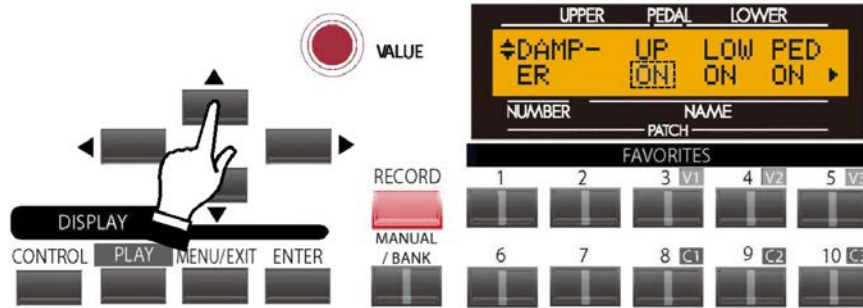 UPPER PEDAL LOWER
DAMP- UP LOW PED
ER ON ON ON
NUMBER NAME
PATCH
VALUE
FAVORITES
RECORD
1 2 3 V1 4 V2 5 V3
DISPLAY
MANUAL
/ BANK
CONTROL PLAY MENU/EXIT ENTER
6 7 8 C1 9 C2 10 C3